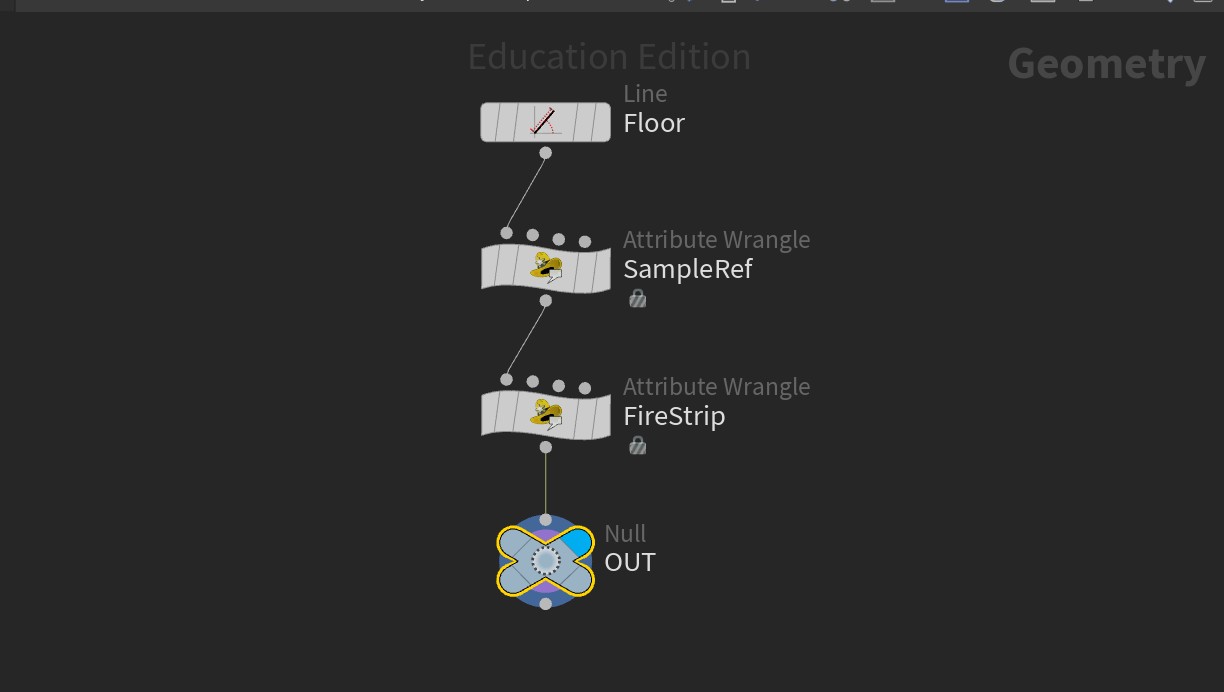 Education Edition
Geometry
Line
Floor
Attribute Wrangle
SampleRef
Attribute Wrangle
FireStrip
Null
OUT